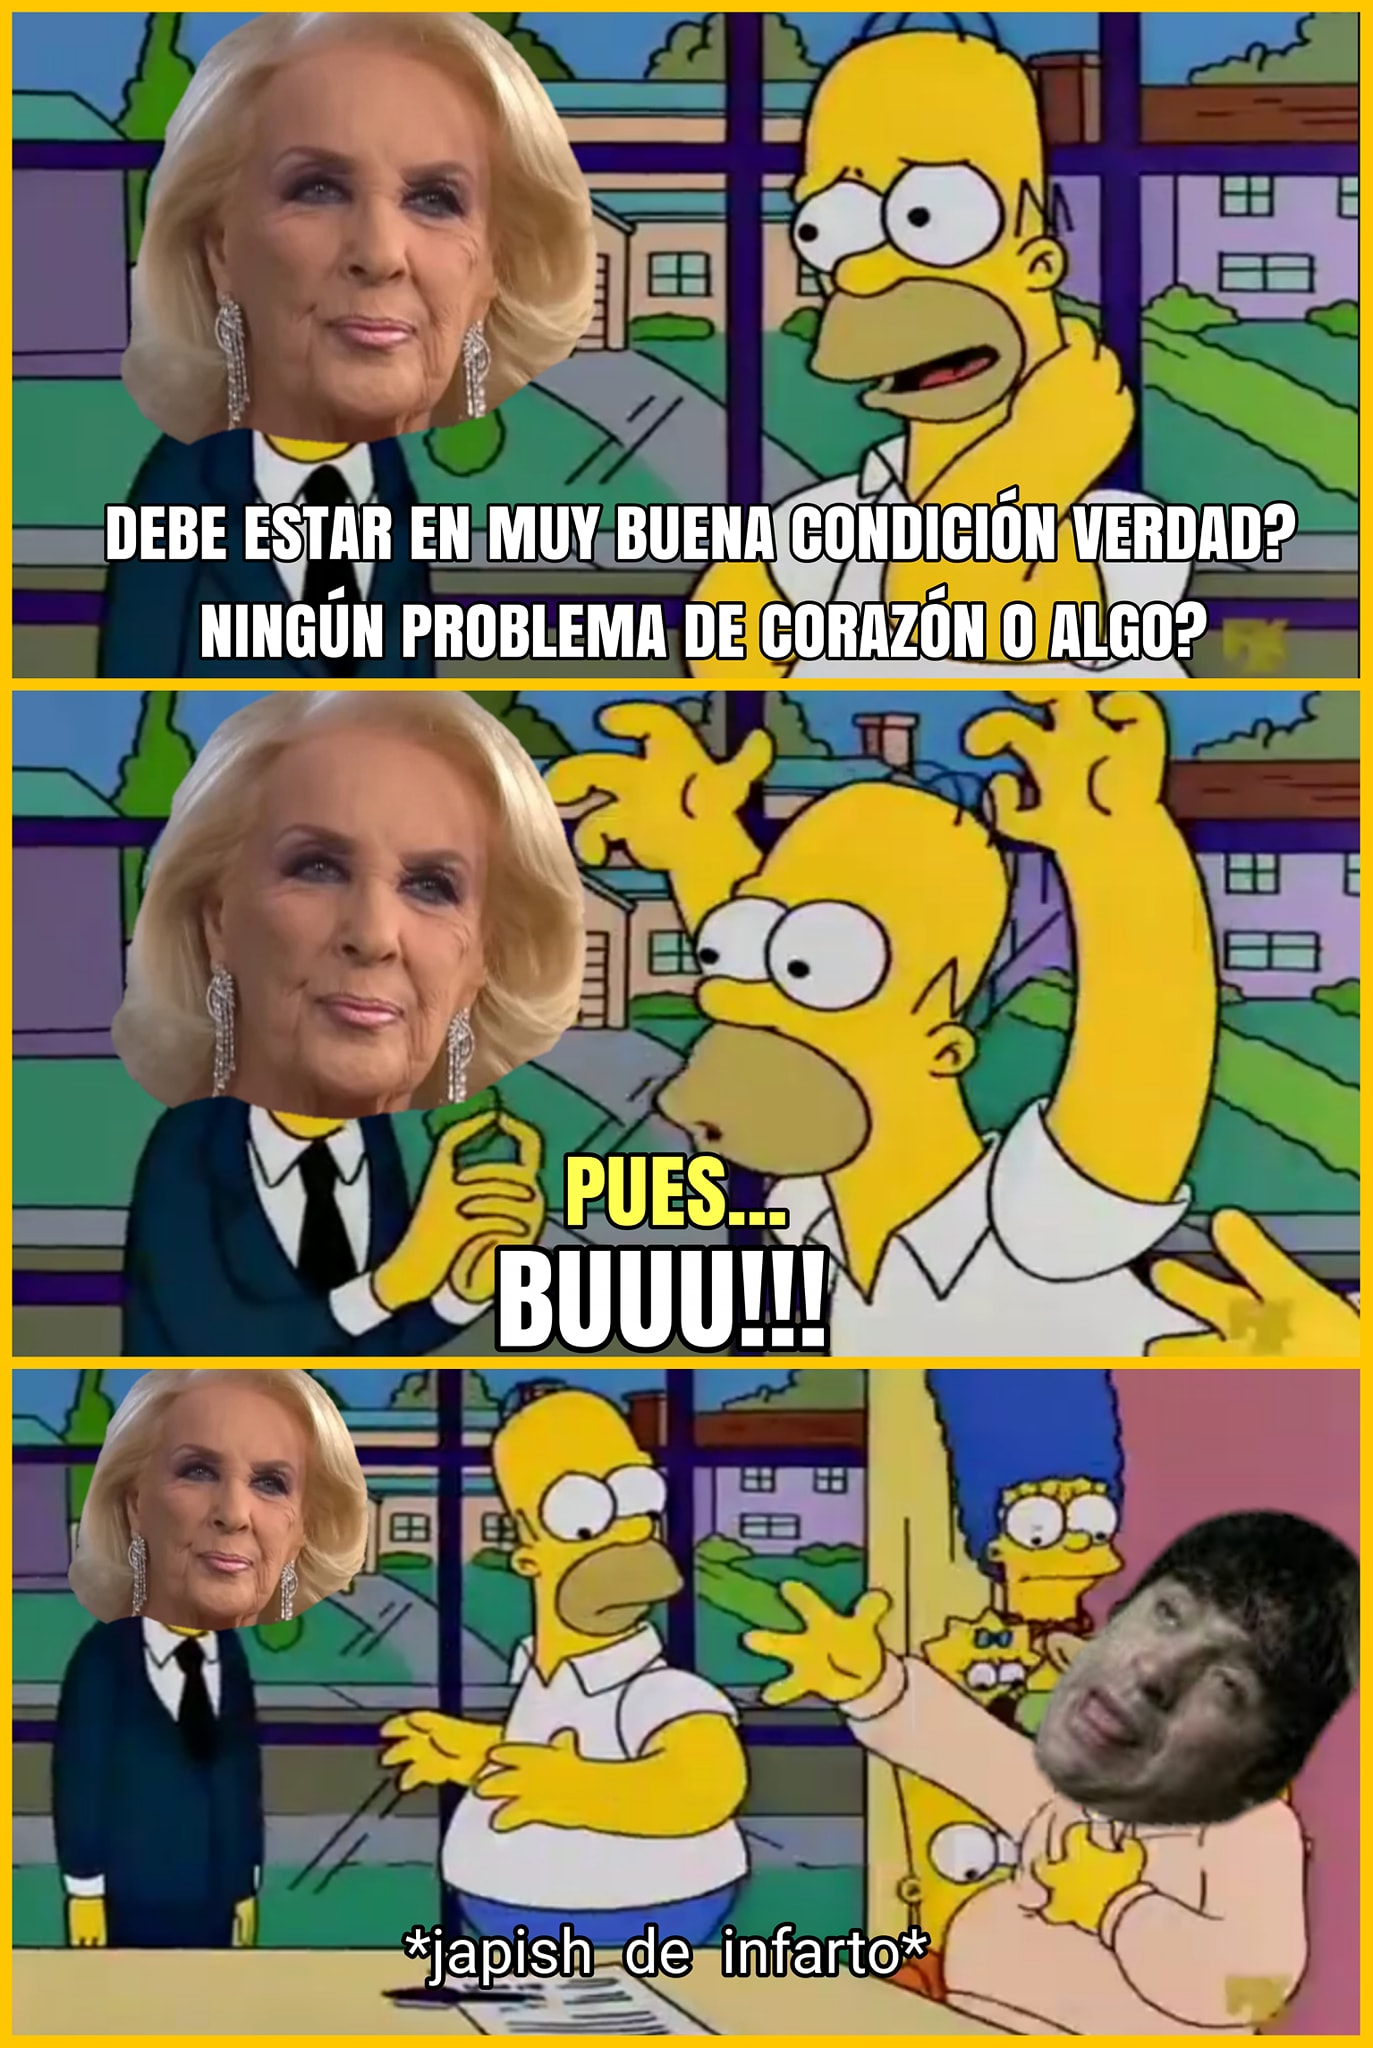 DEBE ESTAR EN MUY BUENA CONDICIÓN VERDAD?
NINGÚN PROBLEMA DE CORAZÓN O ALGO?
PUES...
BUUU!!!
*japish de infarto*